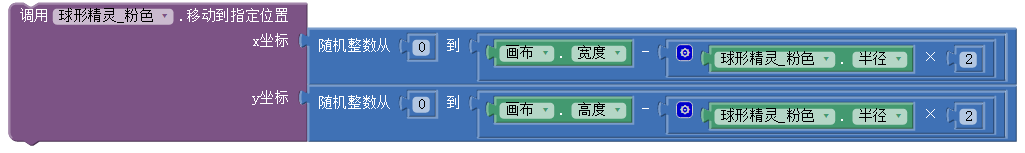 调用 球形精灵_粉色 .移动到指定位置
x坐标 随机整数从 0 到 画布 . 宽度 - 球形精灵_粉色 . 半径 × 2
y坐标 随机整数从 0 到 画布 . 高度 - 球形精灵_粉色 . 半径 × 2